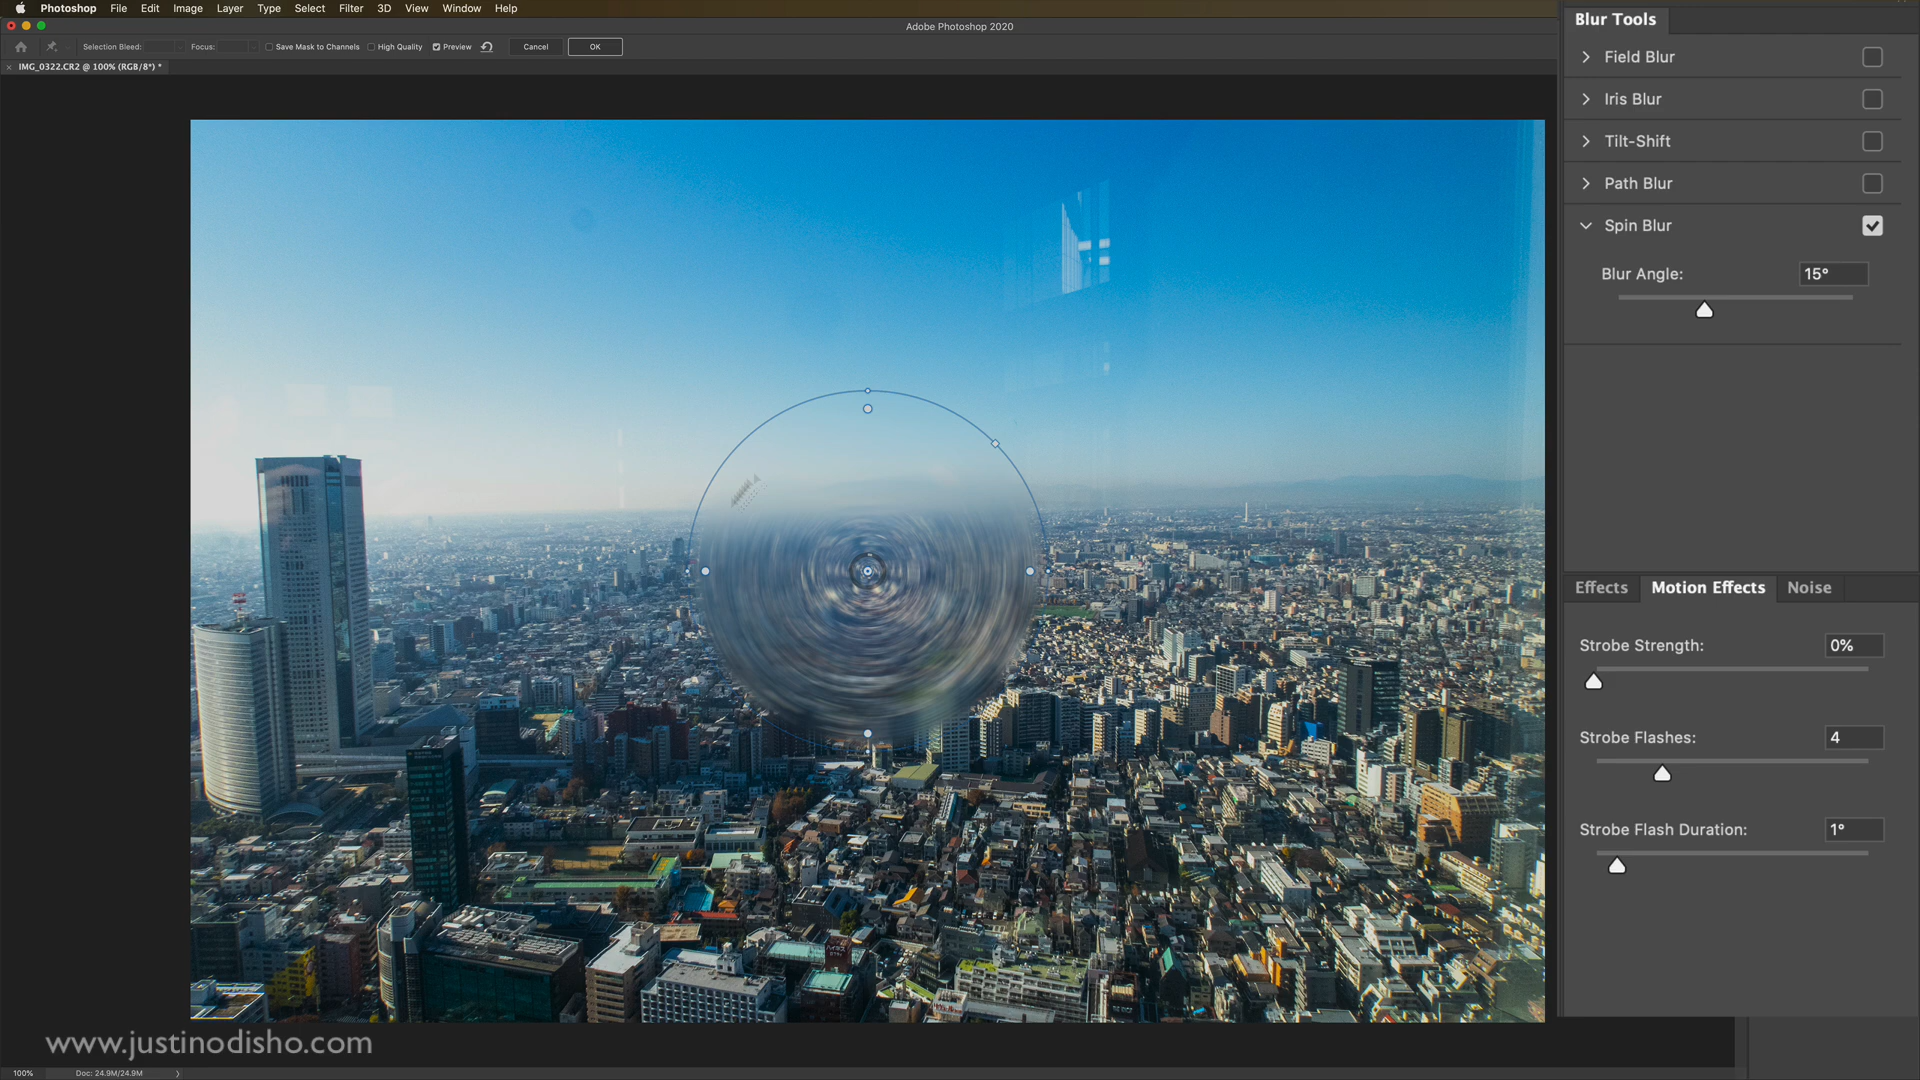 Photoshop File Edit Image Layer Type Select Filter 3D View Window Help
Adobe Photoshop 2020
Selection Bleed: Focus: Save Mask to Channels High Quality Preview Cancel OK
IMG_0322.CR2 @ 100% (RGB/8*) *
Blur Tools
Field Blur
Iris Blur
Tilt-Shift
Path Blur
Spin Blur
Blur Angle: 15°
Effects Motion Effects Noise
Strobe Strength: 0%
Strobe Flashes: 4
Strobe Flash Duration: 1°
www.justinodisho.com
100% Doc: 24.9M/24.9M